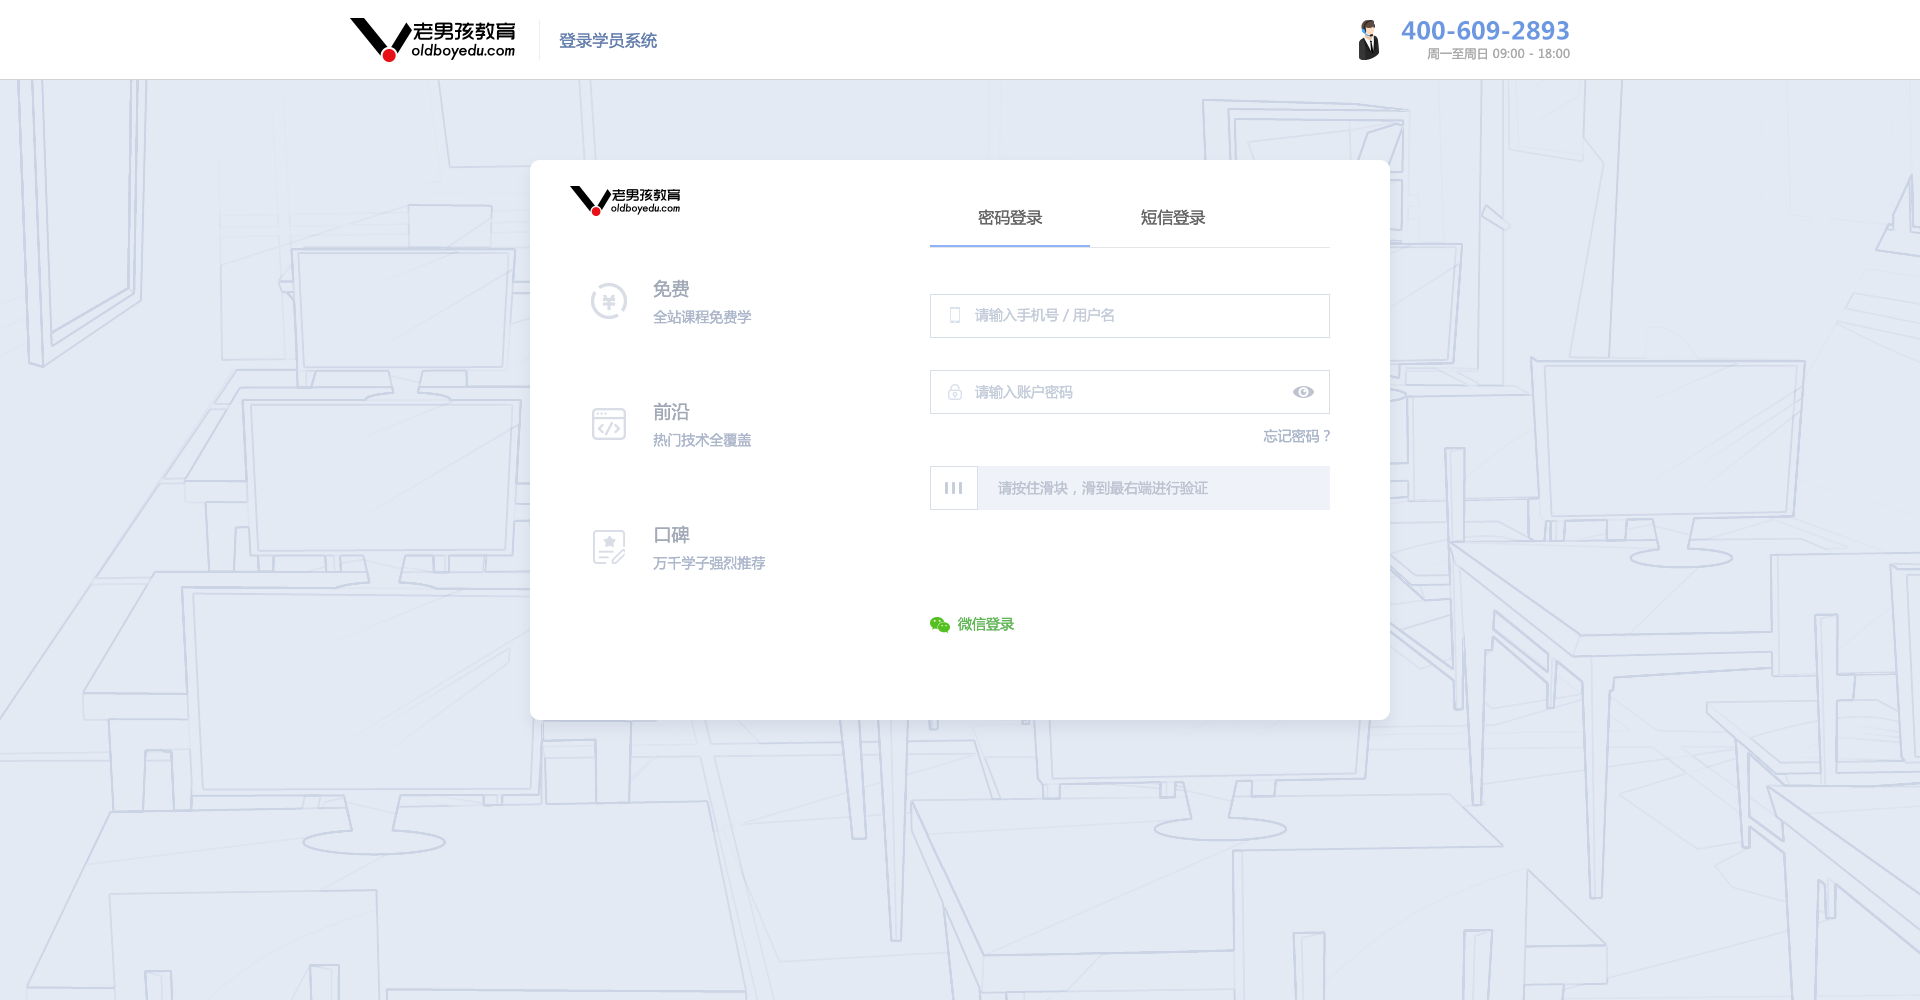 老男孩教育
oldboyedu.com
登录学员系统
400-609-2893
周一至周日 09:00 - 18:00
老男孩教育
oldboyedu.com
密码登录
短信登录
免费
全站课程免费学
前沿
热门技术全覆盖
口碑
万千学子强烈推荐
请输入手机号 / 用户名
请输入账户密码
忘记密码？
请按住滑块，滑到最右端进行验证
微信登录